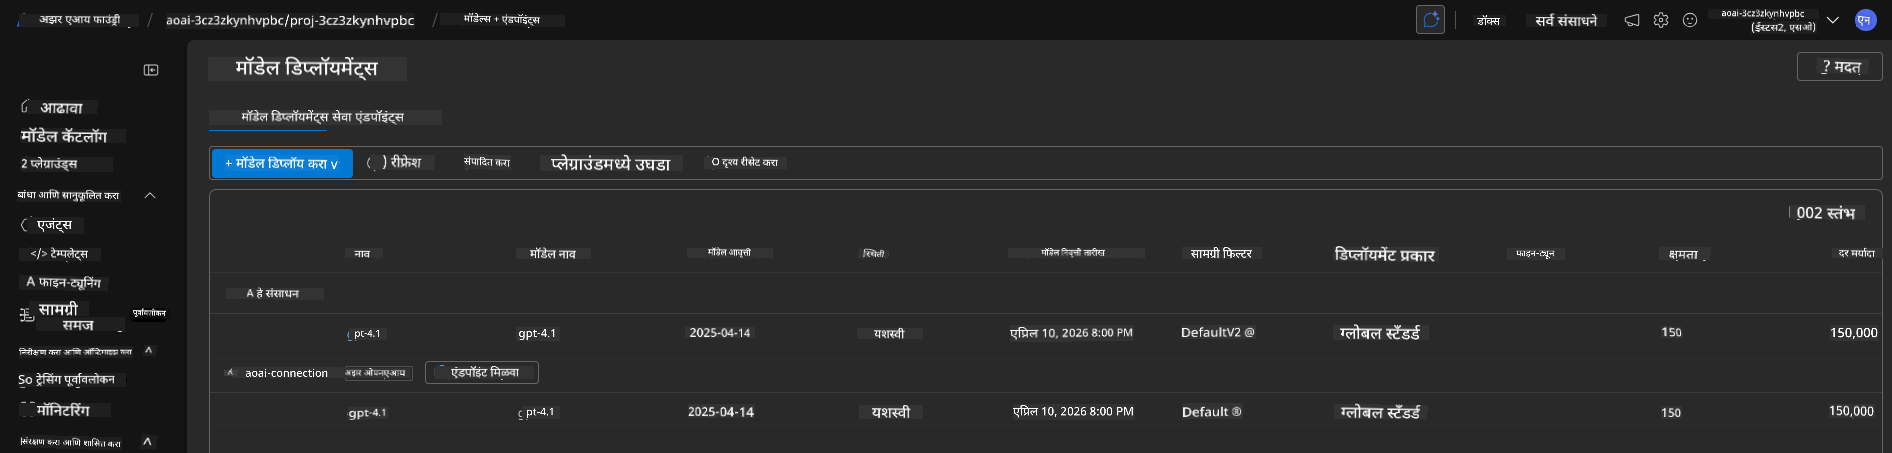 अझर एआय फाउंड्री / aoai-3cz3zkynhvpbc/proj-3cz3zkynhvpbc / मॉडेल्स + एंडपॉइंट्स
डॉक्स सर्व संसाधने aoai-3cz3zkynhvpbc (ईस्टस2, एसओ) एन
मॉडेल डिप्लॉयमेंट्स
? मदत
आढावा
मॉडेल कॅटलॉग
2 प्लेग्राउंड्स
बांधा आणि सानुकूलित करा
एजंट्स
</> टेम्पलेट्स
A फाइन-ट्यूनिंग
सामग्री समज पूर्वावलोकन
निरीक्षण करा आणि ऑप्टिमाइझ करा
So ट्रेसिंग पूर्वावलोकन
मॉनिटरिंग
संरक्षण करा आणि शासित करा
मॉडेल डिप्लॉयमेंट्स सेवा एंडपॉइंट्स
+ मॉडेल डिप्लॉय करा v
) रीफ्रेश
संपादित करा
प्लेग्राउंडमध्ये उघडा
O दृश्य रीसेट करा
002 स्तंभ
नाव मॉडेल नाव मॉडेल आवृत्ती स्थिती मॉडेल निवृत्ती तारीख सामग्री फिल्टर डिप्लॉयमेंट प्रकार फाइन-ट्यून क्षमता दर मर्यादा
A हे संसाधन
pt-4.1 gpt-4.1 2025-04-14 यशस्वी एप्रिल 10, 2026 8:00 PM DefaultV2 @ ग्लोबल स्टँडर्ड 150 150,000
aoai-connection अझर ओपनएआय एंडपॉइंट मिळवा
gpt-4.1 pt-4.1 2025-04-14 यशस्वी एप्रिल 10, 2026 8:00 PM Default ® ग्लोबल स्टँडर्ड 150 150,000